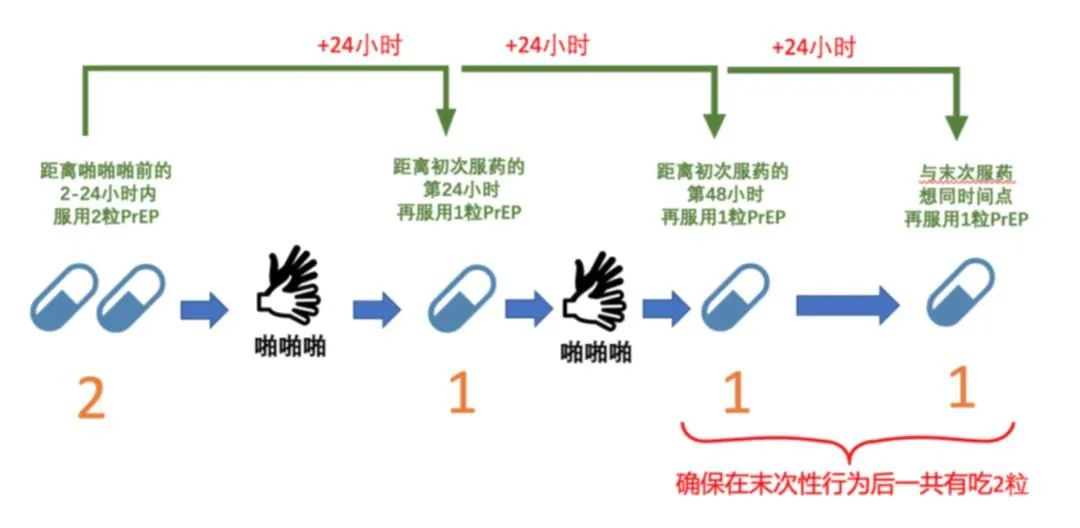 +24小时
+24小时
+24小时
距离啪啪啪前的
2-24小时内
服用2粒PrEP
距离初次服药的
第24小时
再服用1粒PrEP
距离初次服药的
第48小时
再服用1粒PrEP
与末次服药
想同时间点
再服用1粒PrEP
啪啪啪
啪啪啪
2
1
1
1
确保在末次性行为后一共有吃2粒